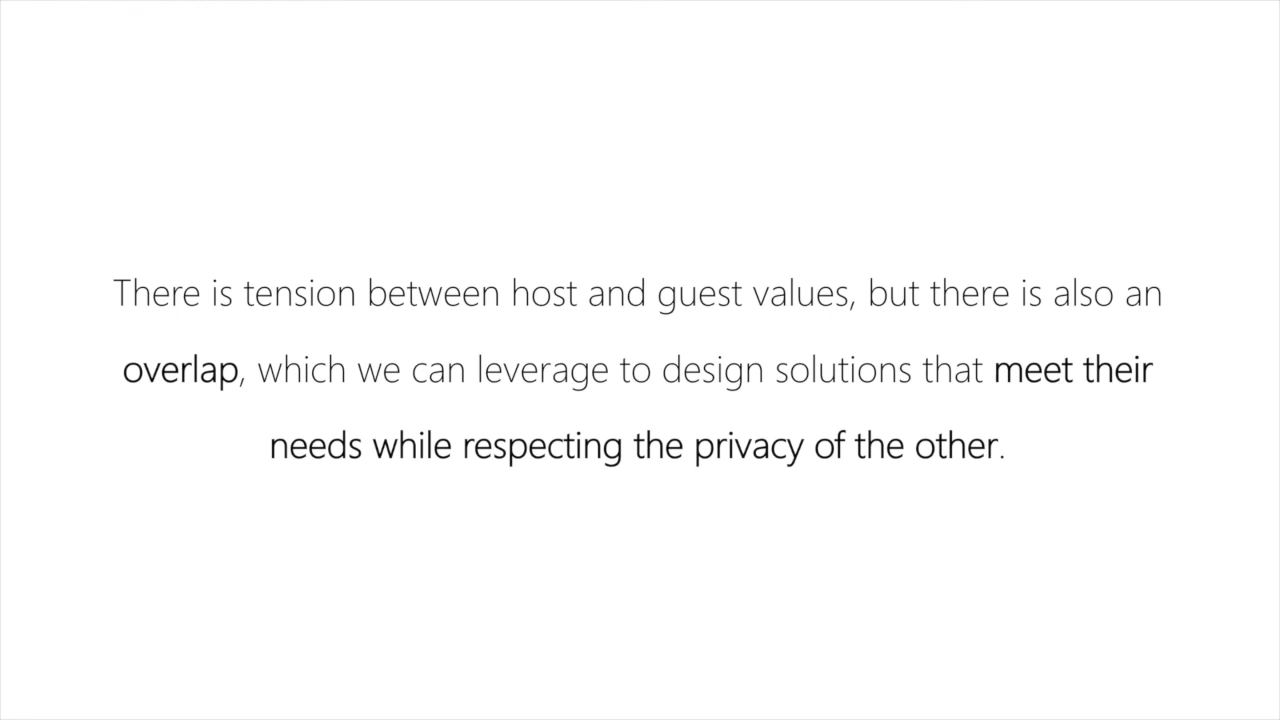 There is tension between host and guest values, but there is also an
overlap, which we can leverage to design solutions that meet their
needs while respecting the privacy of the other.